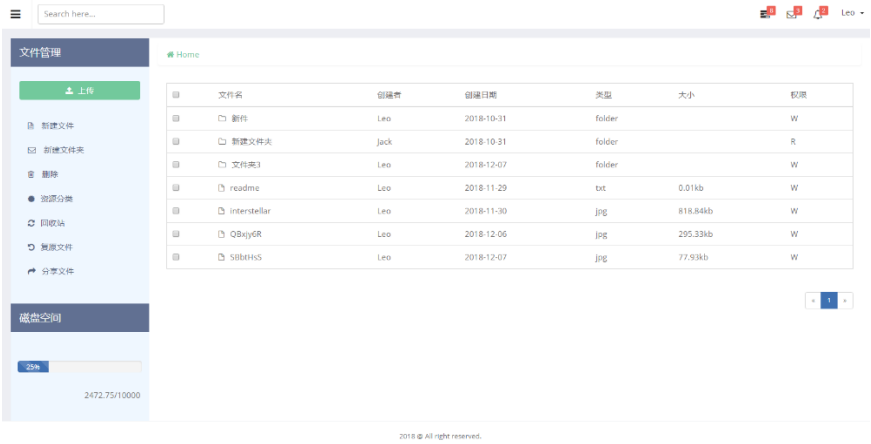 Search here...
6 3 2 Leo
文件管理
Home
上传
文件名 创建者 创建日期 类型 大小 权限
新建文件
新件 Leo 2018-10-31 folder W
新建文件夹
新建文件夹 Jack 2018-10-31 folder R
删除
文件夹3 Leo 2018-12-07 folder W
资源分类
readme Leo 2018-11-29 txt 0.01kb W
回收站
interstellar Leo 2018-11-30 jpg 818.84kb W
复原文件
QBxjy6R Leo 2018-12-06 jpg 295.33kb W
分享文件
SBbtHsS Leo 2018-12-07 jpg 77.93kb W
磁盘空间
« 1 »
25%
2472.75/10000
2018 @ All right reserved.